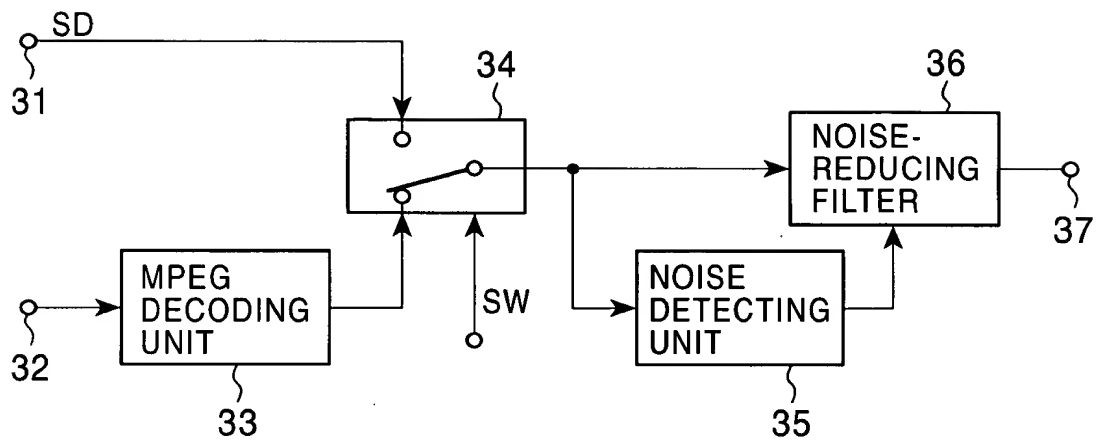 SD
31
34
36
NOISE-
REDUCING
FILTER
37
MPEG
DECODING
UNIT
32
33
SW
NOISE
DETECTING
UNIT
35